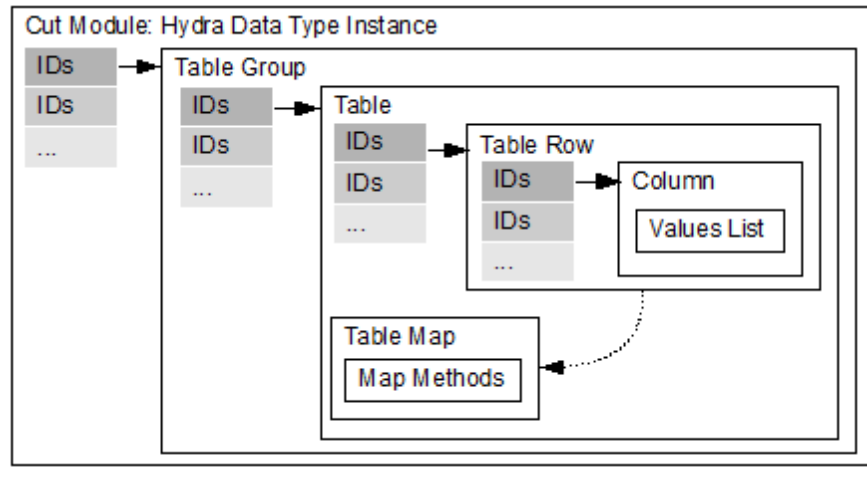 Cut Module: Hydra Data Type Instance
IDs
IDs
...
Table Group
IDs
IDs
...
Table
IDs
IDs
...
Table Row
IDs
IDs
...
Column
Values List
Table Map
Map Methods